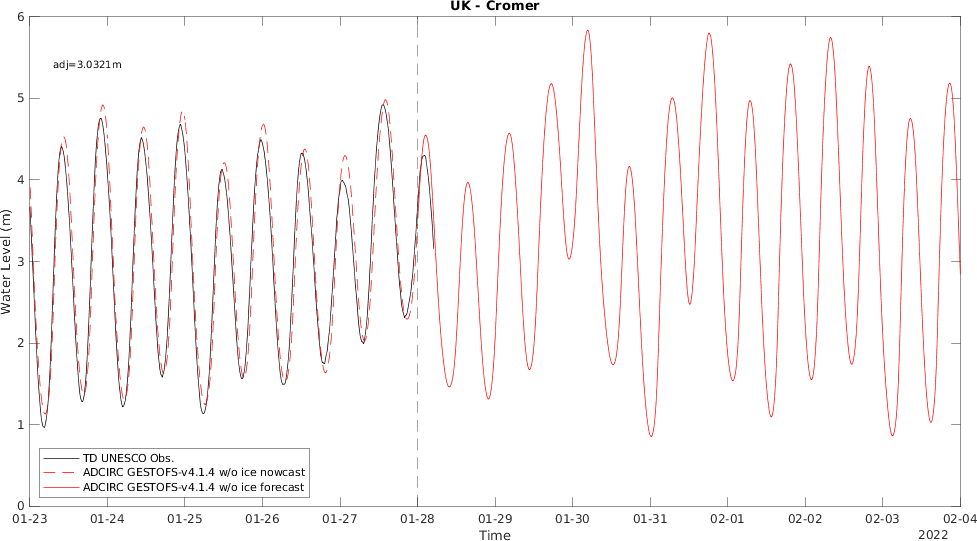 UK - Cromer
6
adj=3.0321m
5
4
3
2
1
0
Water Level (m)
TD UNESCO Obs.
ADCIRC GESTOFS-v4.1.4 w/o ice nowcast
ADCIRC GESTOFS-v4.1.4 w/o ice forecast
01-23 01-24 01-25 01-26 01-27 01-28 01-29 01-30 01-31 02-01 02-02 02-03 02-04
Time
2022